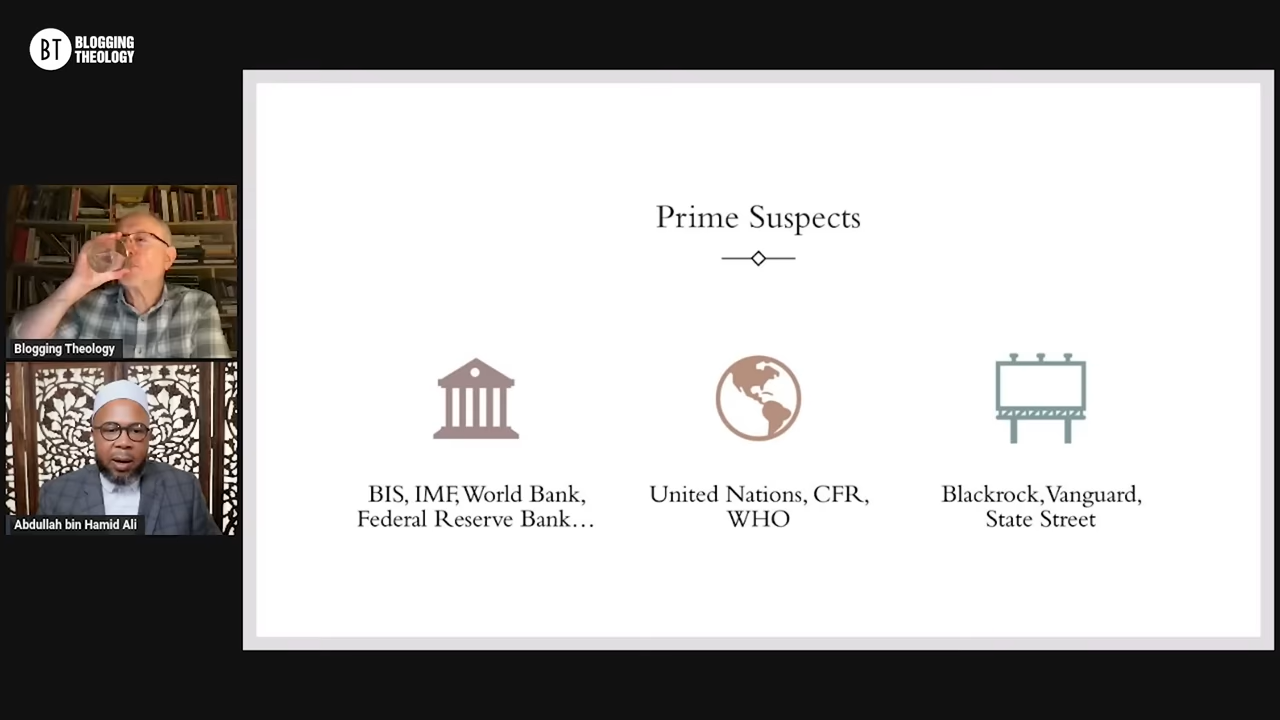 BT BLOGGING
THEOLOGY
Prime Suspects
BIS, IMF, World Bank,
Federal Reserve Bank...
United Nations, CFR,
WHO
Blackrock, Vanguard,
State Street
Blogging Theology
Abdullah bin Hamid Ali